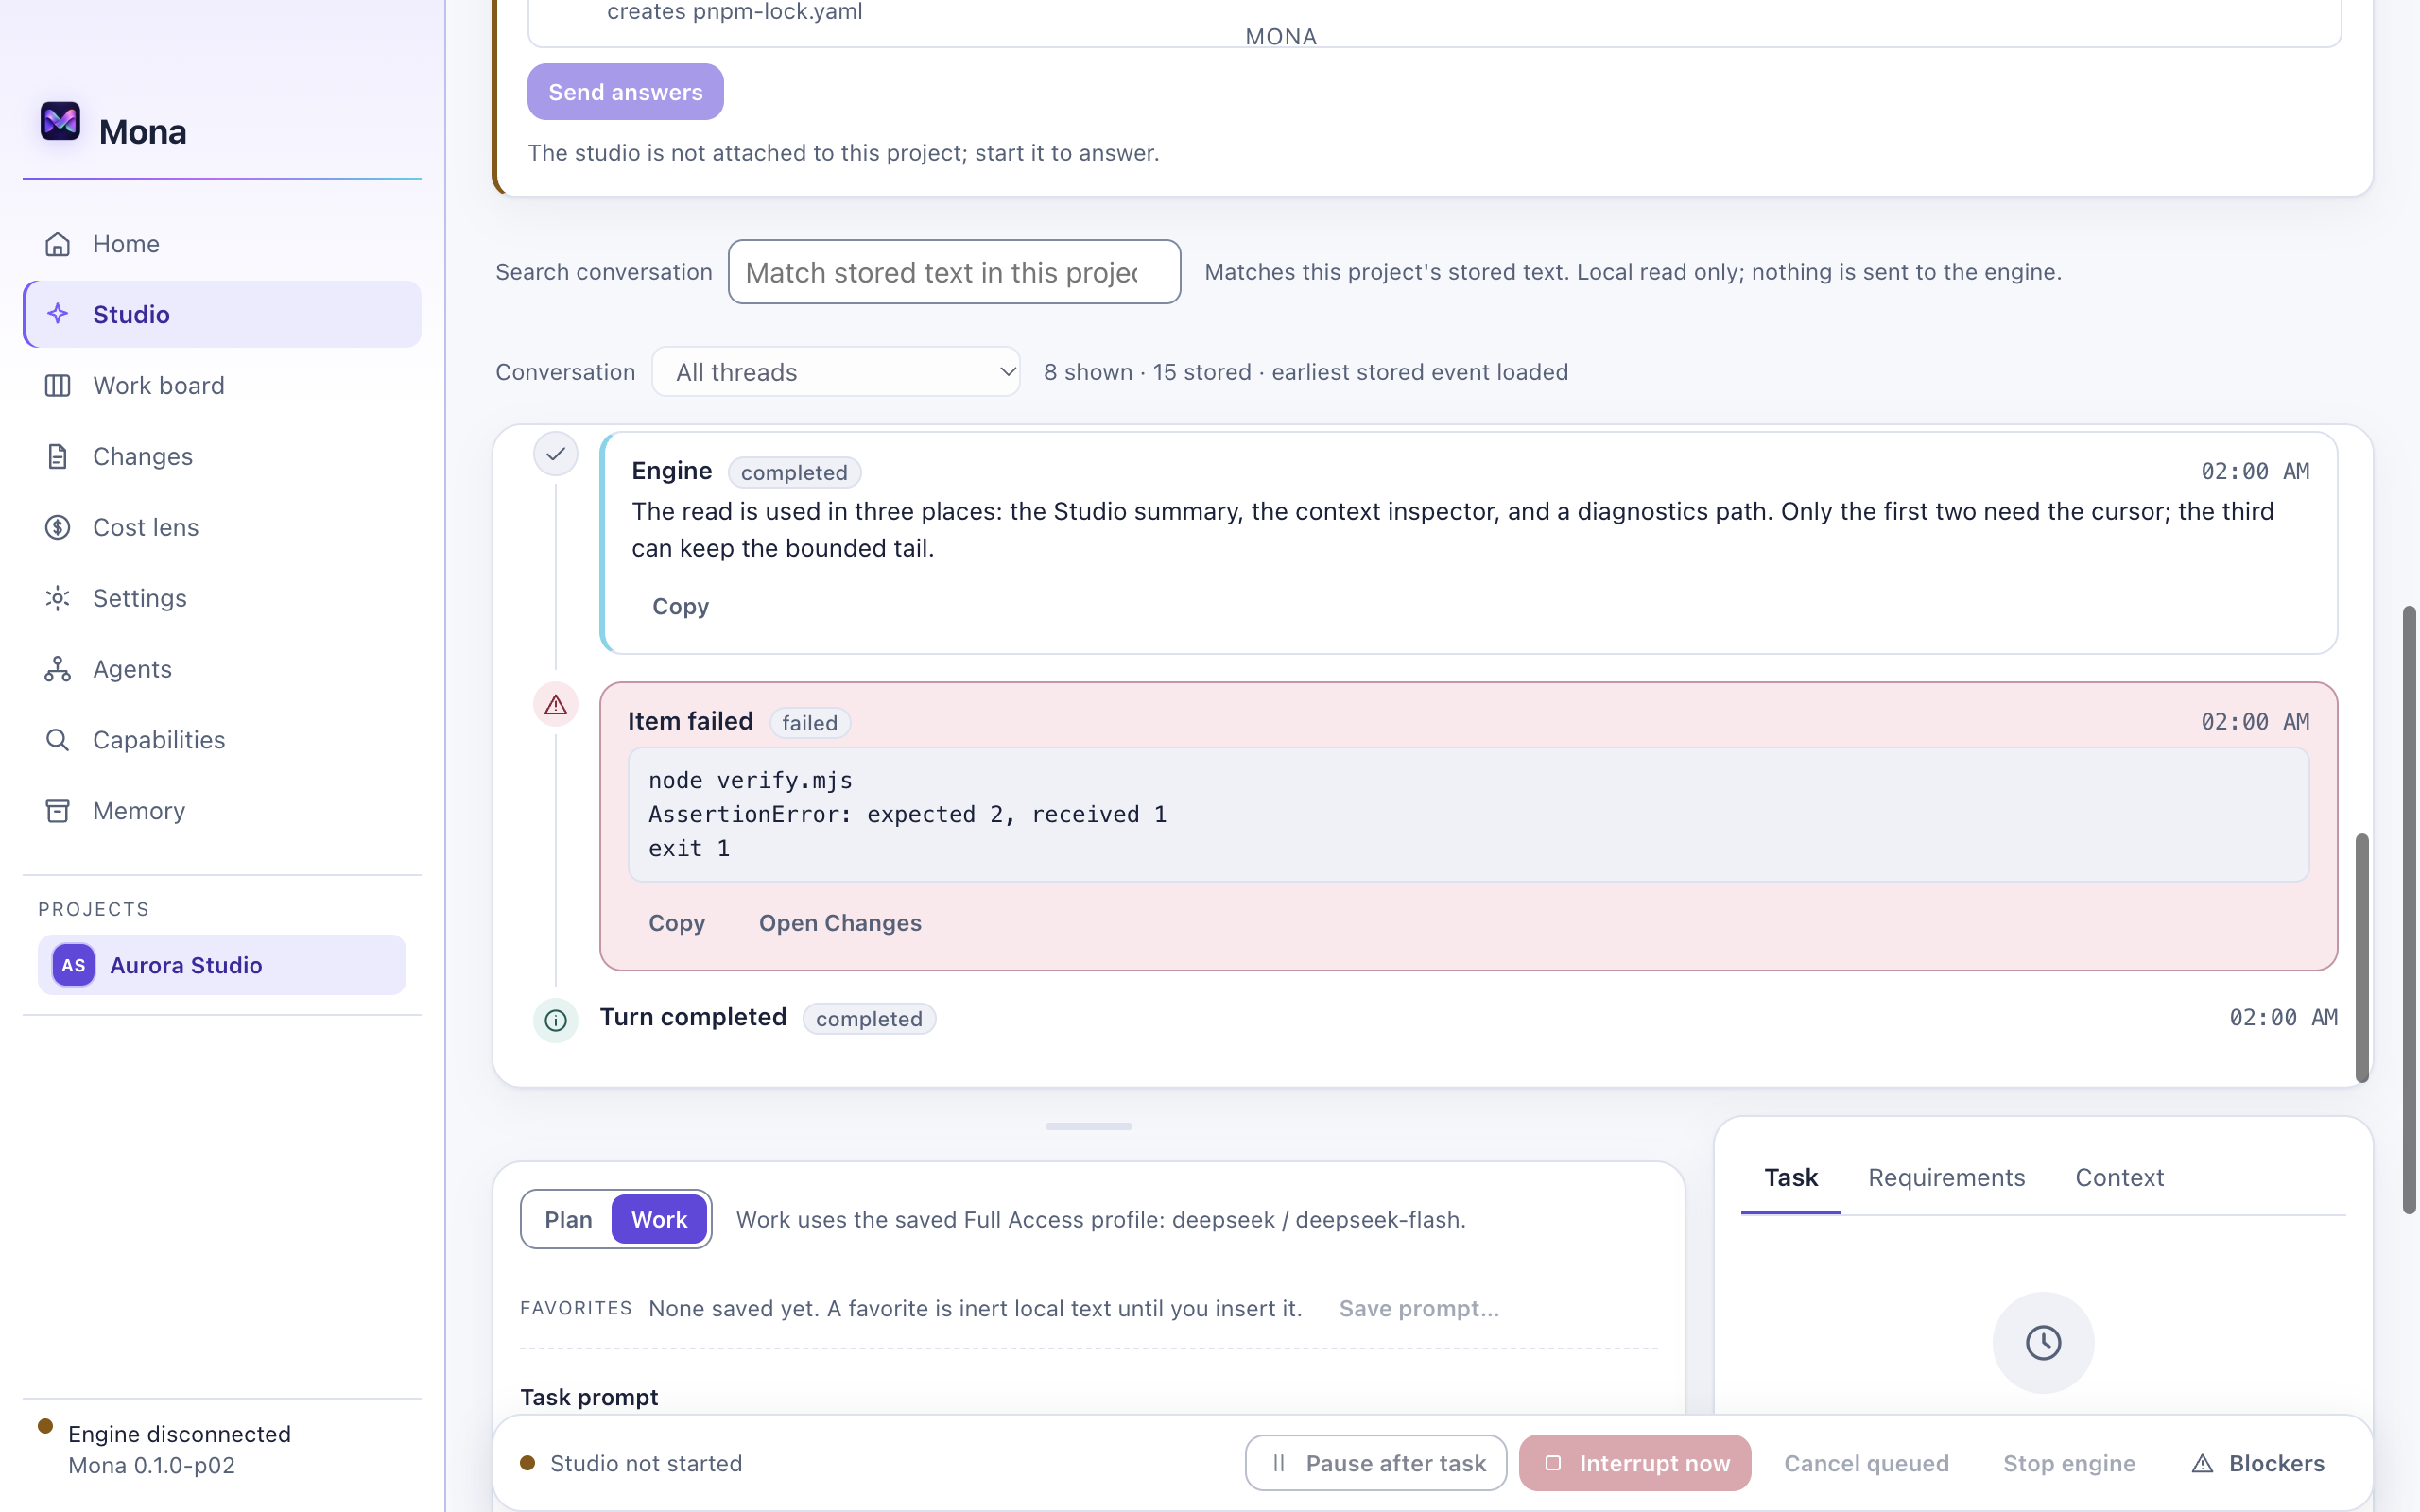 Mona
Home
Studio
Work board
Changes
Cost lens
Settings
Agents
Capabilities
Memory
PROJECTS
AS
Aurora Studio
Engine disconnected
Mona 0.1.0-p02
creates pnpm-lock.yaml
MONA
Send answers
The studio is not attached to this project; start it to answer.
Search conversation
Match stored text in this projec
Matches this project's stored text. Local read only; nothing is sent to the engine.
Conversation
All threads
8 shown · 15 stored · earliest stored event loaded
Engine completed 02:00 AM
The read is used in three places: the Studio summary, the context inspector, and a diagnostics path. Only the first two need the cursor; the third
can keep the bounded tail.
Copy
Item failed failed 02:00 AM
node verify.mjs
AssertionError: expected 2, received 1
exit 1
Copy Open Changes
Turn completed completed 02:00 AM
Plan Work Work uses the saved Full Access profile: deepseek / deepseek-flash.
FAVORITES None saved yet. A favorite is inert local text until you insert it. Save prompt...
Task prompt
Task Requirements Context
Studio not started
Pause after task
Interrupt now
Cancel queued
Stop engine
Blockers